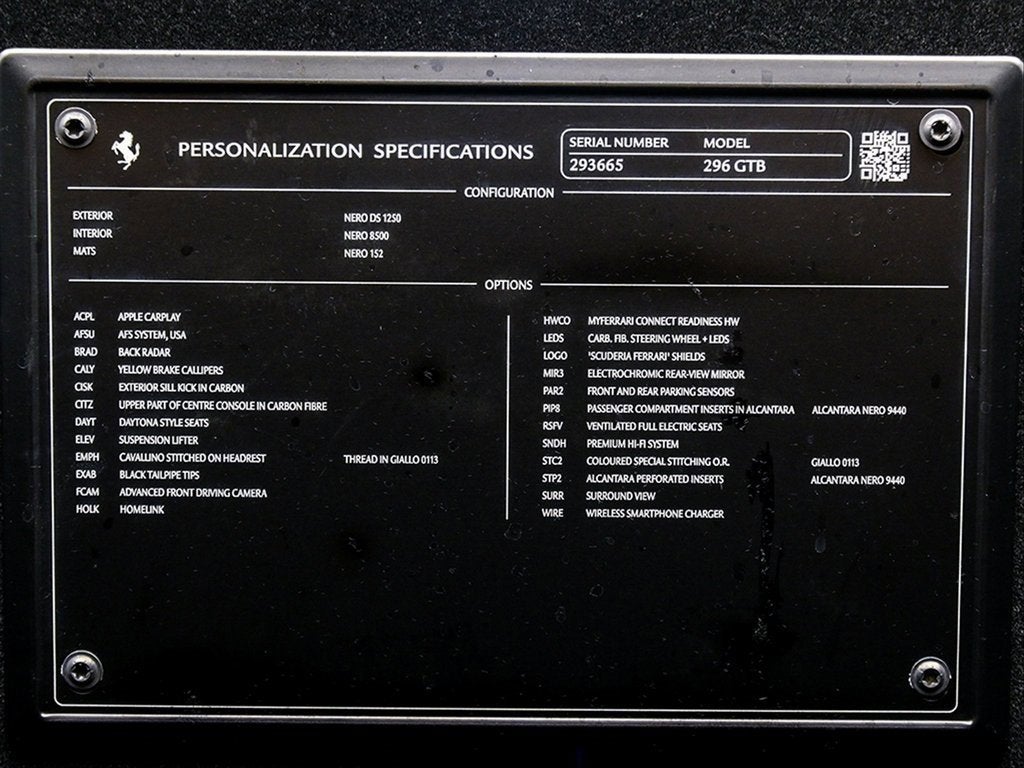 PERSONALIZATION SPECIFICATIONS
SERIAL NUMBER MODEL
293665 296 GTB
CONFIGURATION
EXTERIOR NERO DS 1250
INTERIOR NERO 8500
MATS NERO 152
OPTIONS
ACPL APPLE CARPLAY
AFSU AFS SYSTEM, USA
BRAD BACK RADAR
CALY YELLOW BRAKE CALLIPERS
CISK EXTERIOR SILL KICK IN CARBON
CITZ UPPER PART OF CENTRE CONSOLE IN CARBON FIBRE
DAYT DAYTONA STYLE SEATS
ELEV SUSPENSION LIFTER
EMPH CAVALLINO STITCHED ON HEADREST THREAD IN GIALLO 0113
EXAB BLACK TAILPIPE TIPS
FCAM ADVANCED FRONT DRIVING CAMERA
HOLK HOMELINK
HWCO MYFERRARI CONNECT READINESS HW
LEDS CARB. FIB. STEERING WHEEL + LEDS
LOGO 'SCUDERIA FERRARI' SHIELDS
MIR3 ELECTROCHROMIC REAR-VIEW MIRROR
PAR2 FRONT AND REAR PARKING SENSORS
PIP8 PASSENGER COMPARTMENT INSERTS IN ALCANTARA ALCANTARA NERO 9440
RSFV VENTILATED FULL ELECTRIC SEATS
SNDH PREMIUM HI-FI SYSTEM
STC2 COLOURED SPECIAL STITCHING O.R. GIALLO 0113
STP2 ALCANTARA PERFORATED INSERTS ALCANTARA NERO 9440
SURR SURROUND VIEW
WIRE WIRELESS SMARTPHONE CHARGER